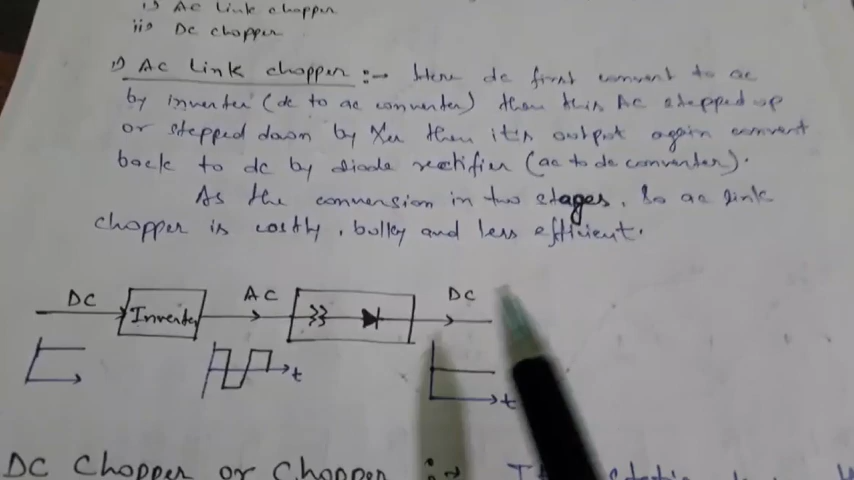 i) Ac Link chopper
ii) Dc chopper
i) Ac Link chopper :- Here dc first convert to ac
by inverter (dc to ac converter) then this AC stepped up
or stepped down by Xer then it's output again convert
back to dc by diode rectifier (ac to dc converter).
As the conversion in two stages, so ac link
chopper is costly, bulky and less efficient.
DC Inverter AC DC
t t
DC Chopper or Chopper :-